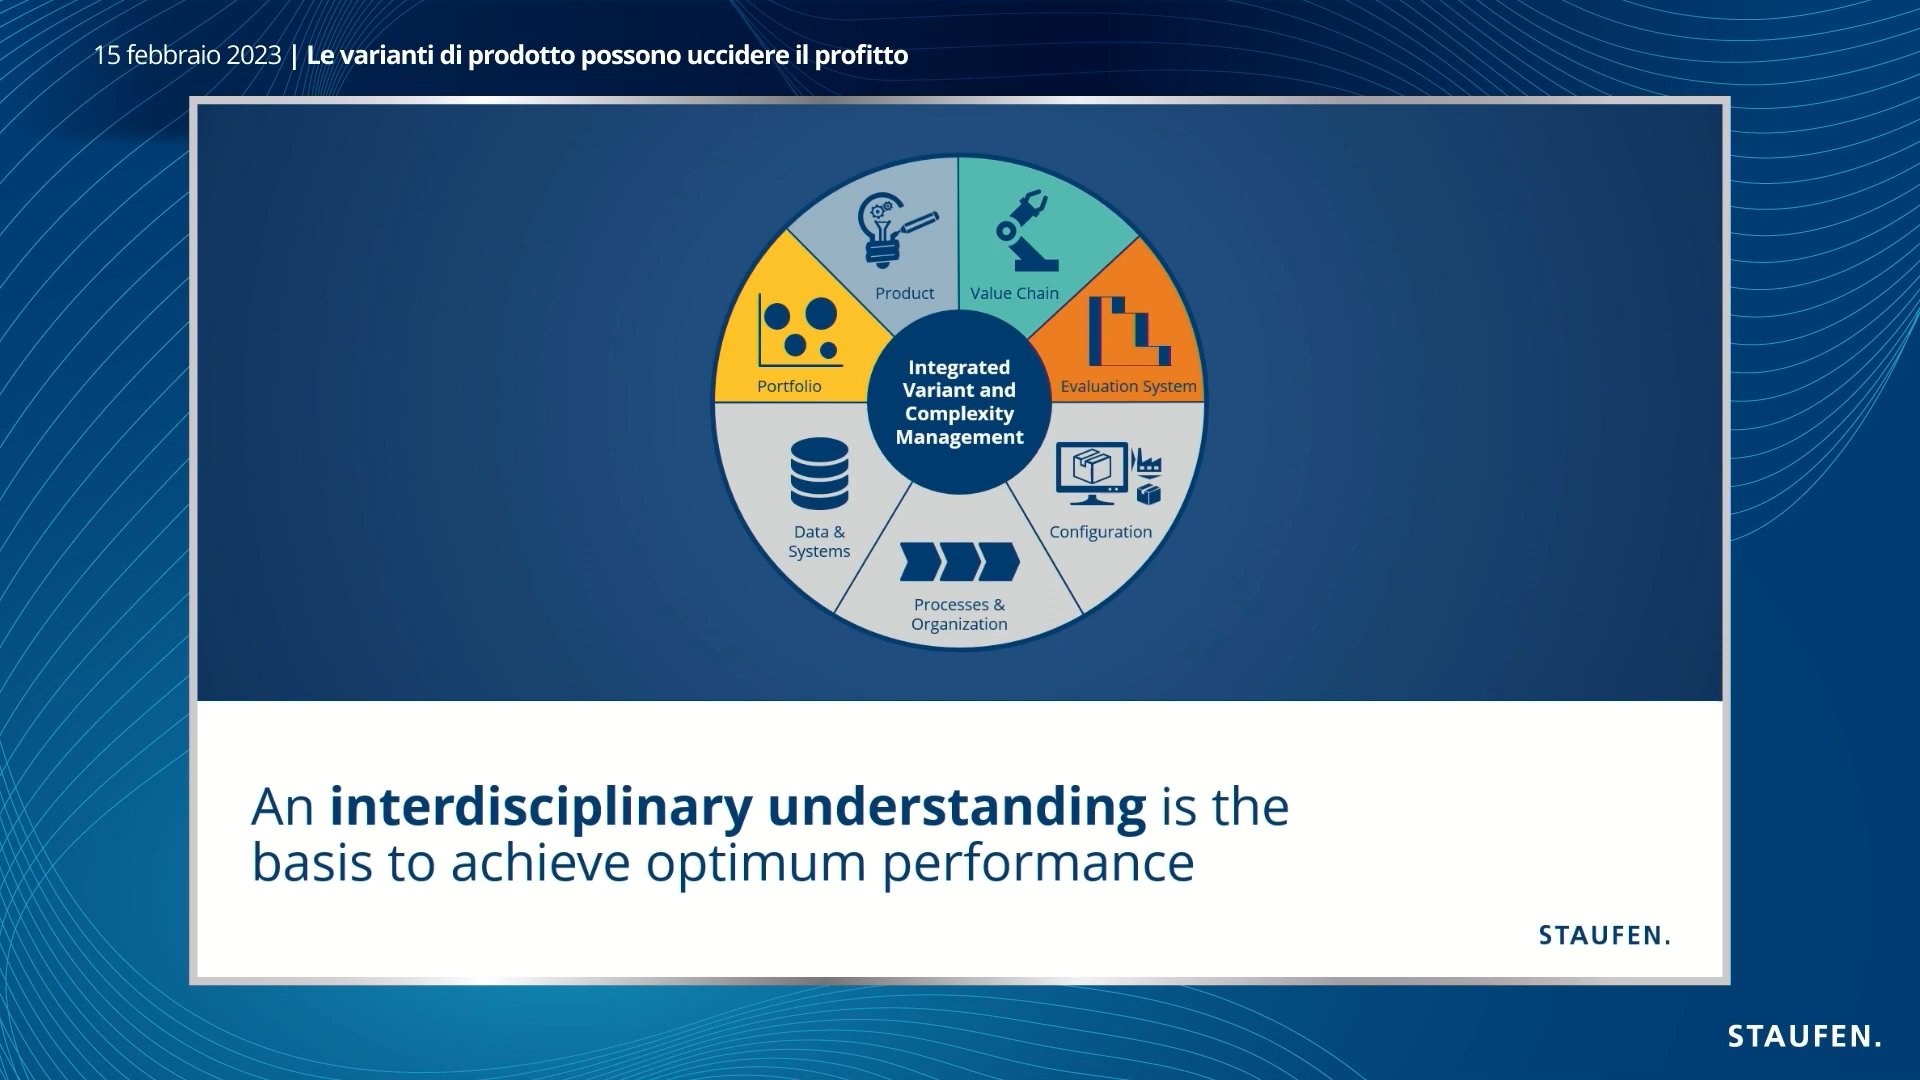 15 febbraio 2023 | Le varianti di prodotto possono uccidere il profitto
Product
Value Chain
Portfolio
Evaluation System
Integrated
Variant and
Complexity
Management
Data &
Systems
Configuration
Processes &
Organization
An interdisciplinary understanding is the
basis to achieve optimum performance
STAUFEN.
STAUFEN.